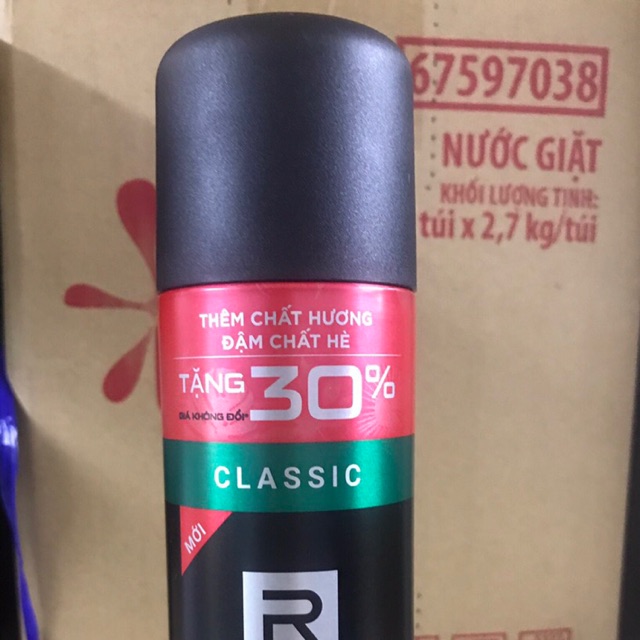 67597038
NƯỚC GIẶT
KHỐI LƯỢNG TỊNH:
túi x 2,7 kg/túi
THÊM CHẤT HƯƠNG
ĐẬM CHẤT HÈ
TẶNG 30%
GIÁ KHÔNG ĐỔI*
CLASSIC
MỚI
R